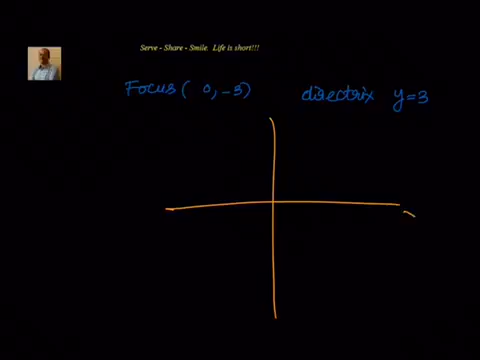 Serve - Share - Smile. Life is short!!!
Focus ( 0, -3) directrix y=3